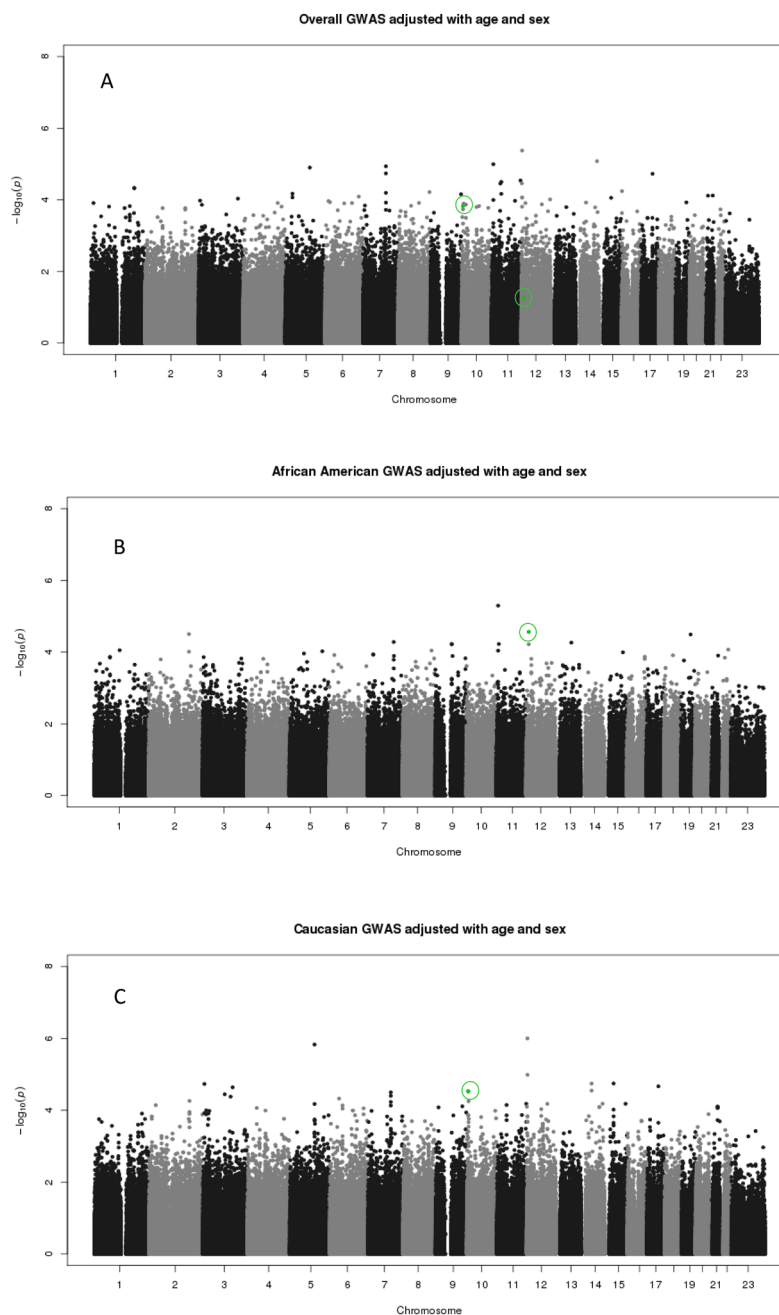 Overall GWAS adjusted with age and sex
A
8
6
4
2
0
−log10(p)
1 2 3 4 5 6 7 8 9 10 11 12 13 14 15 17 19 21 23
Chromosome
African American GWAS adjusted with age and sex
B
8
6
4
2
0
−log10(p)
1 2 3 4 5 6 7 8 9 10 11 12 13 14 15 17 19 21 23
Chromosome
Caucasian GWAS adjusted with age and sex
C
8
6
4
2
0
−log10(p)
1 2 3 4 5 6 7 8 9 10 11 12 13 14 15 17 19 21 23
Chromosome